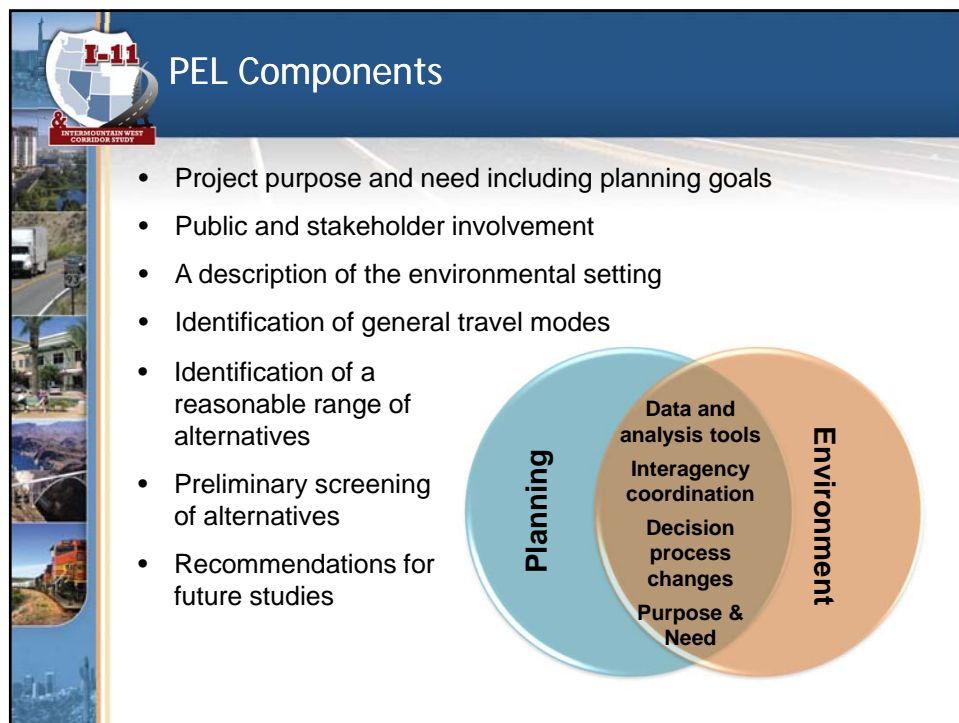 I-11
&
INTERMOUNTAIN WEST
CORRIDOR STUDY
PEL Components
• Project purpose and need including planning goals
• Public and stakeholder involvement
• A description of the environmental setting
• Identification of general travel modes
• Identification of a
reasonable range of
alternatives
• Preliminary screening
of alternatives
• Recommendations for
future studies
Planning
Data and
analysis tools
Interagency
coordination
Decision
process
changes
Purpose &
Need
Environment
93